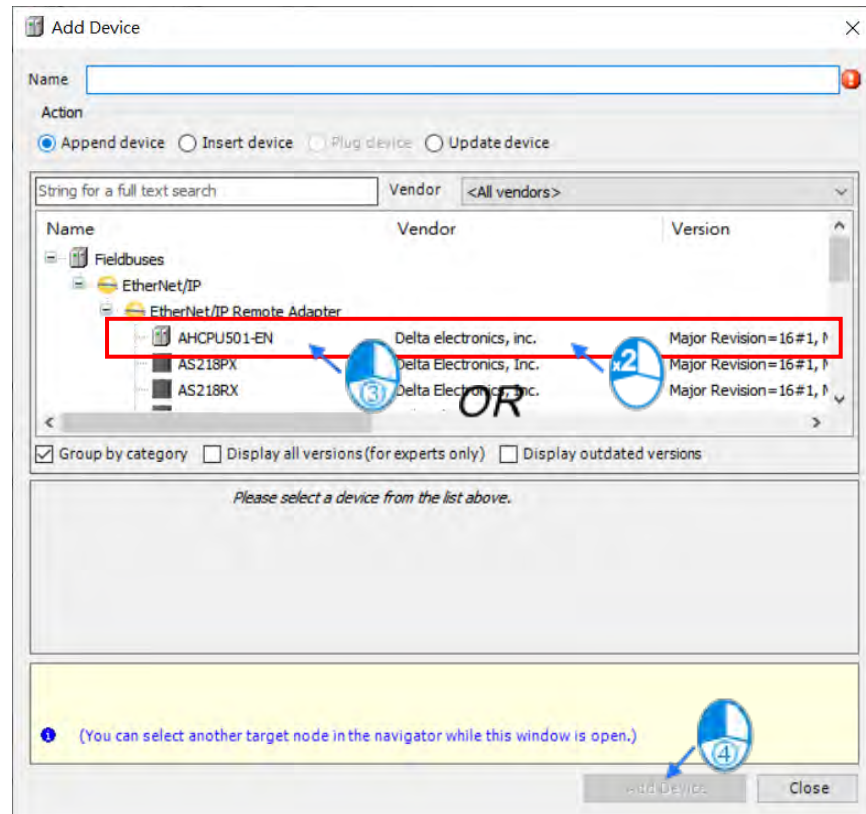 Add Device
Name
Action
Append device Insert device Plug device Update device
String for a full text search Vendor <All vendors>
Name Vendor Version
Fieldbuses
EtherNet/IP
EtherNet/IP Remote Adapter
AHCPU501-EN Delta electronics, inc. Major Revision=16#1, M
AS218PX Delta Electronics, Inc. Major Revision=16#1, M
AS218RX Delta Electronics, Inc. Major Revision=16#1, M
x2
③
OR
Group by category Display all versions (for experts only) Display outdated versions
Please select a device from the list above.
(You can select another target node in the navigator while this window is open.)
④
Add Device Close